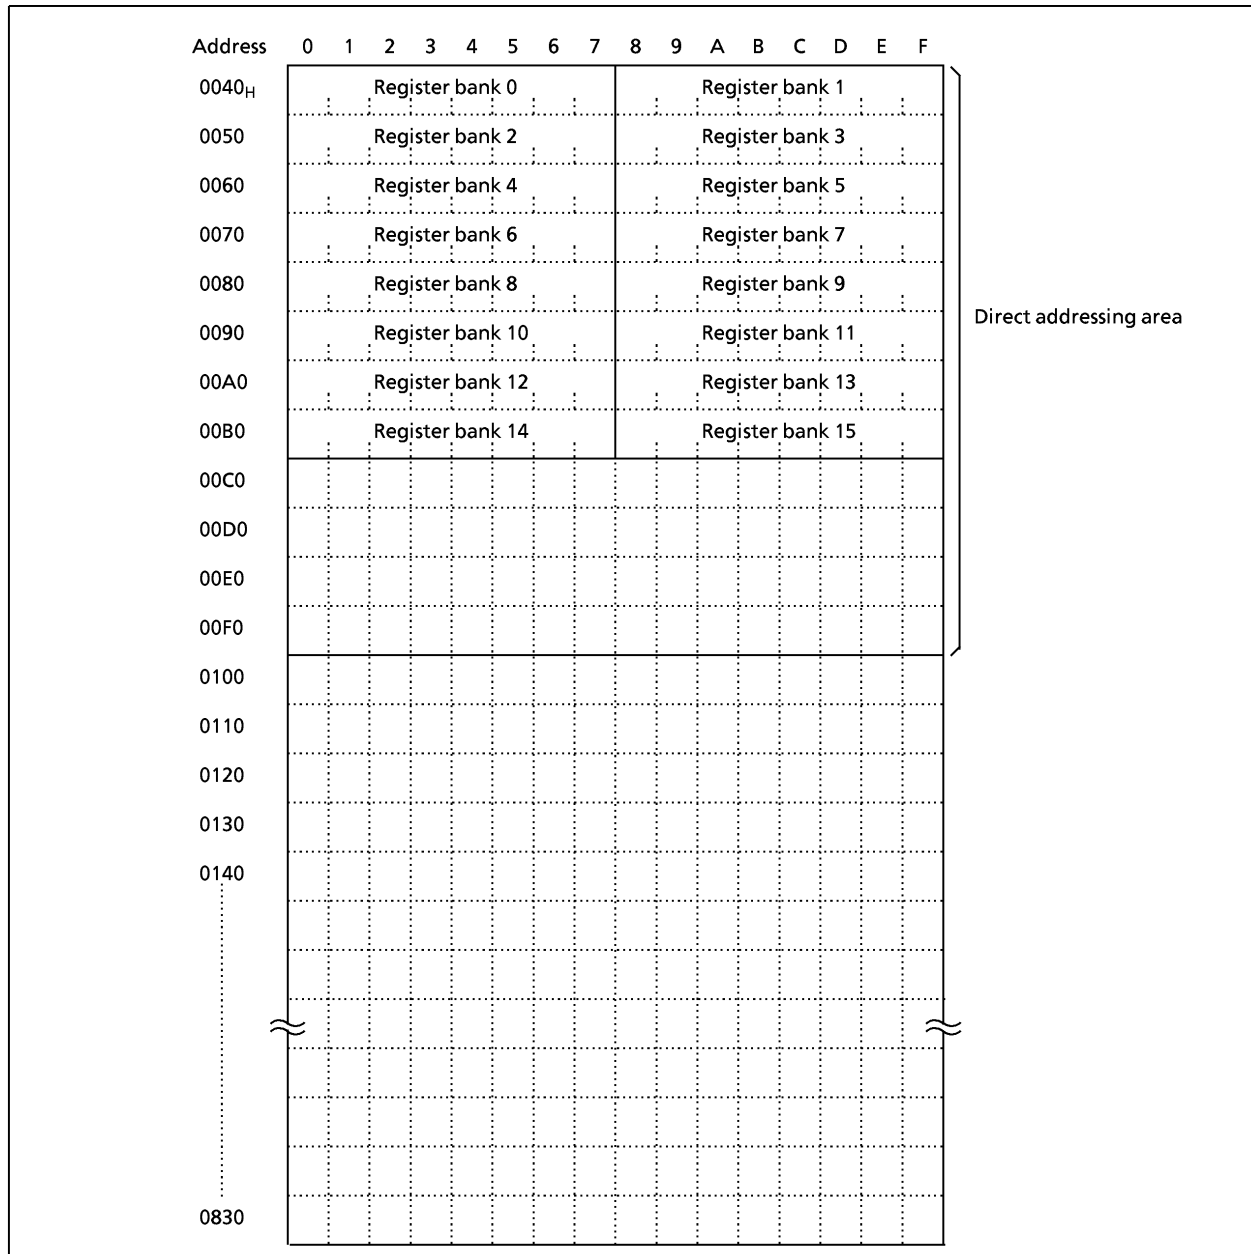 Address 0 1 2 3 4 5 6 7 8 9 A B C D E F
0040H Register bank 0 Register bank 1
0050 Register bank 2 Register bank 3
0060 Register bank 4 Register bank 5
0070 Register bank 6 Register bank 7
0080 Register bank 8 Register bank 9
Direct addressing area
0090 Register bank 10 Register bank 11
00A0 Register bank 12 Register bank 13
00B0 Register bank 14 Register bank 15
00C0
00D0
00E0
00F0
0100
0110
0120
0130
0140
0830